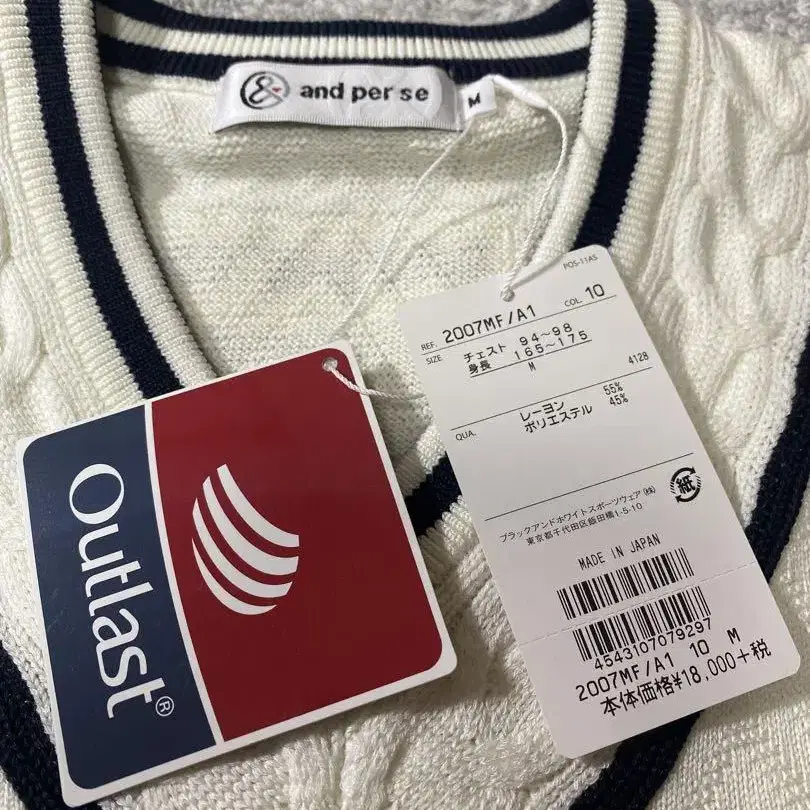 and per se
M
POS-11AS
REF. 2007MF/A1 COL. 10
SIZE チェスト 94~98
身長 165~175
M 4128
QUA. レーヨン 55%
ポリエステル 45%
紙
ブラックアンドホワイトスポーツウェア(株)
東京都千代田区飯田橋1-5-10
MADE IN JAPAN
4543107079297
2007MF/A1 10 M
本体価格¥18,000+税
Outlast®